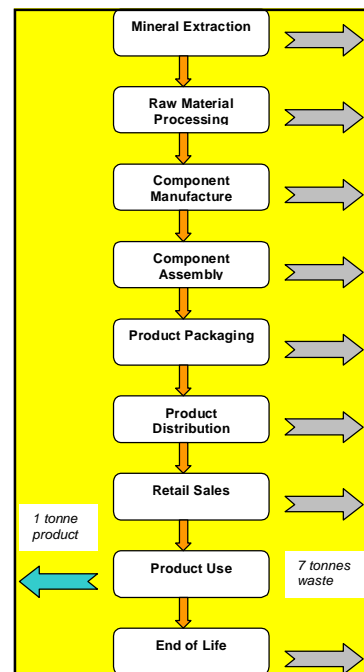 Mineral Extraction
Raw Material
Processing
Component
Manufacture
Component
Assembly
Product Packaging
Product
Distribution
Retail Sales
1 tonne
product
Product Use
7 tonnes
waste
End of Life